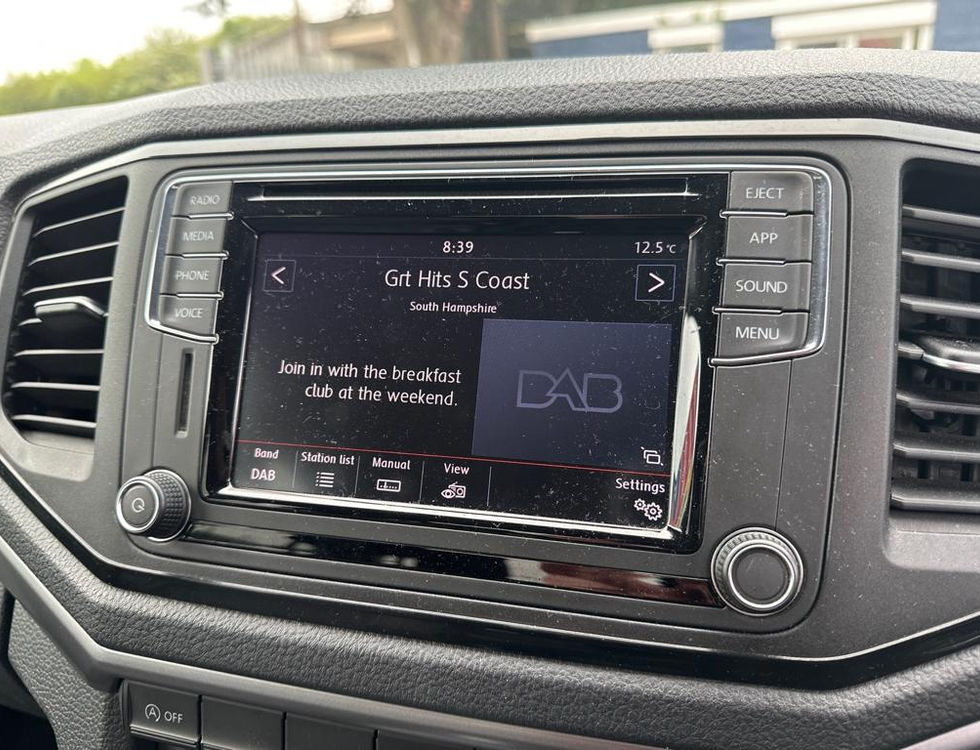 RADIO
MEDIA
PHONE
VOICE
8:39
12.5°C
Grt Hits S Coast
South Hampshire
Join in with the breakfast
club at the weekend.
DAB
Band
DAB
Station list
Manual
View
Settings
EJECT
APP
SOUND
MENU
A OFF